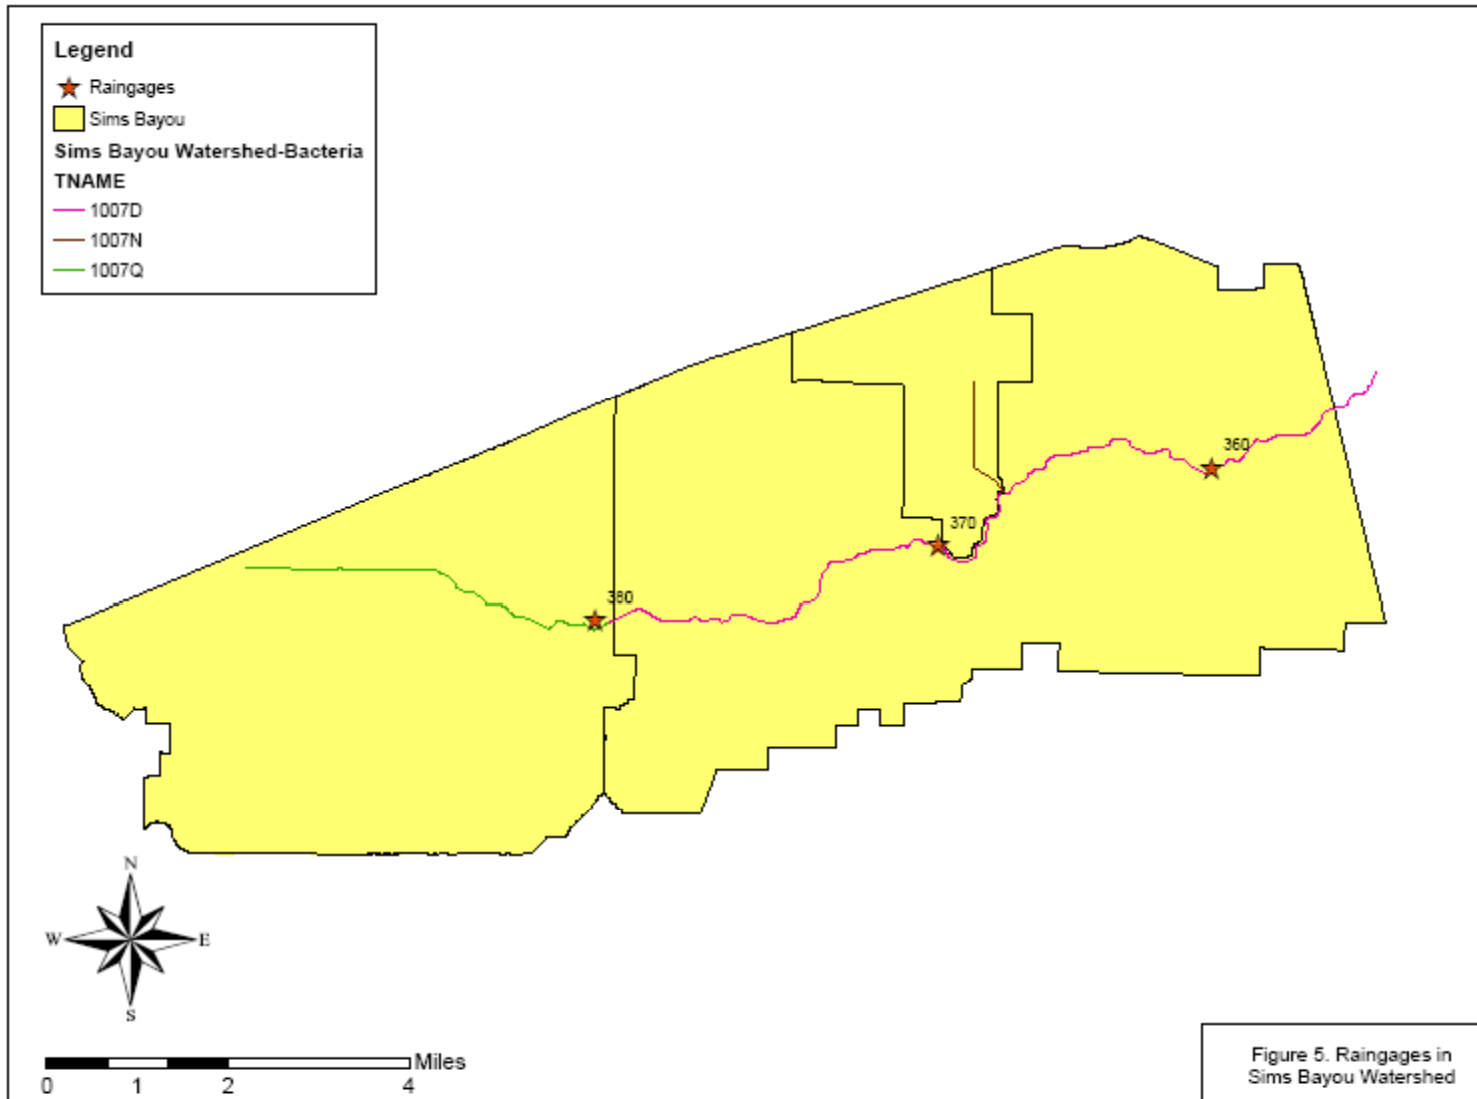 Legend
Raingages
Sims Bayou
Sims Bayou Watershed-Bacteria
TNAME
1007D
1007N
1007Q
360
370
380
N
W
E
S
Miles
0 1 2 4
Figure 5. Raingages in
Sims Bayou Watershed